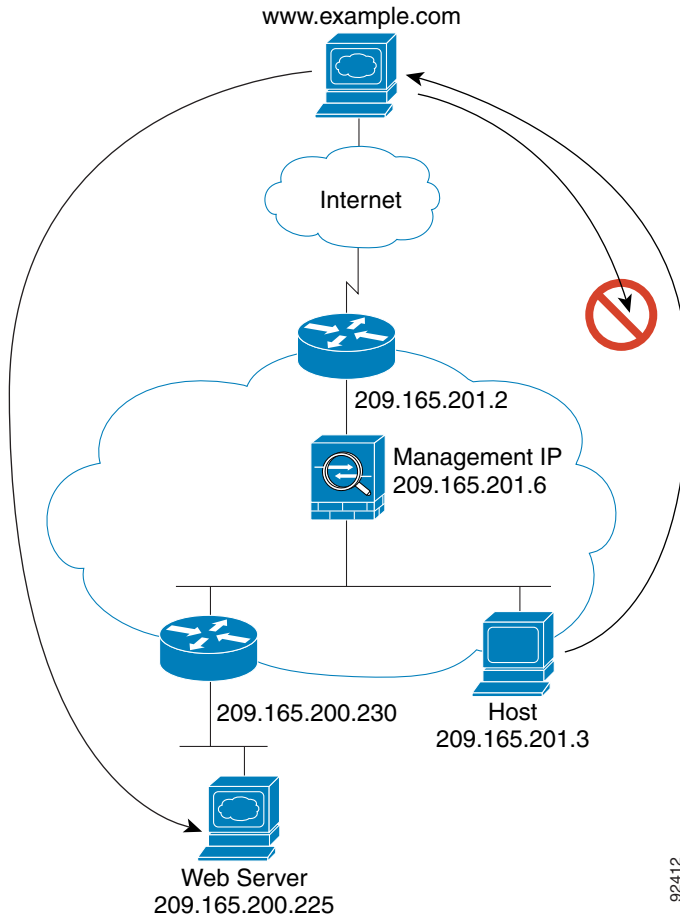 www.example.com
Internet
209.165.201.2
Management IP
209.165.201.6
209.165.200.230
Host
209.165.201.3
Web Server
209.165.200.225
92412